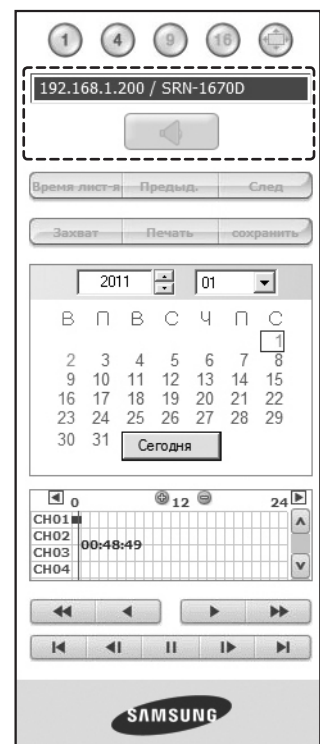 1 4 9 16
192.168.1.200 / SRN-1670D
Время лист-я Предыд. След
Захват Печать сохранить
2011 01
В П В С Ч П С
1
2 3 4 5 6 7 8
9 10 11 12 13 14 15
16 17 18 19 20 21 22
23 24 25 26 27 28 29
30 31 Сегодня
0 12 24
CH01
CH02
00:48:49
CH03
CH04
SAMSUNG